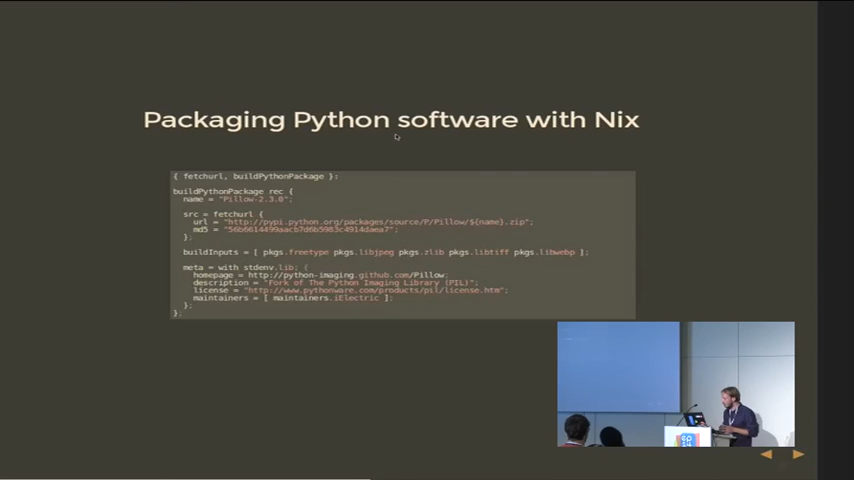 Packaging Python software with Nix
{ fetchurl, buildPythonPackage }:
buildPythonPackage rec {
name = "Pillow-2.3.0";
src = fetchurl {
url = "http://pypi.python.org/packages/source/P/Pillow/${name}.zip";
md5 = "56b6614499aacb7d6b5983c4914daea7";
};
buildInputs = [ pkgs.freetype pkgs.libjpeg pkgs.zlib pkgs.libtiff pkgs.libwebp ];
meta = with stdenv.lib; {
homepage = http://python-imaging.github.com/Pillow;
description = "Fork of The Python Imaging Library (PIL)";
license = "http://www.pythonware.com/products/pil/license.htm";
maintainers = [ maintainers.iElectric ];
};
};